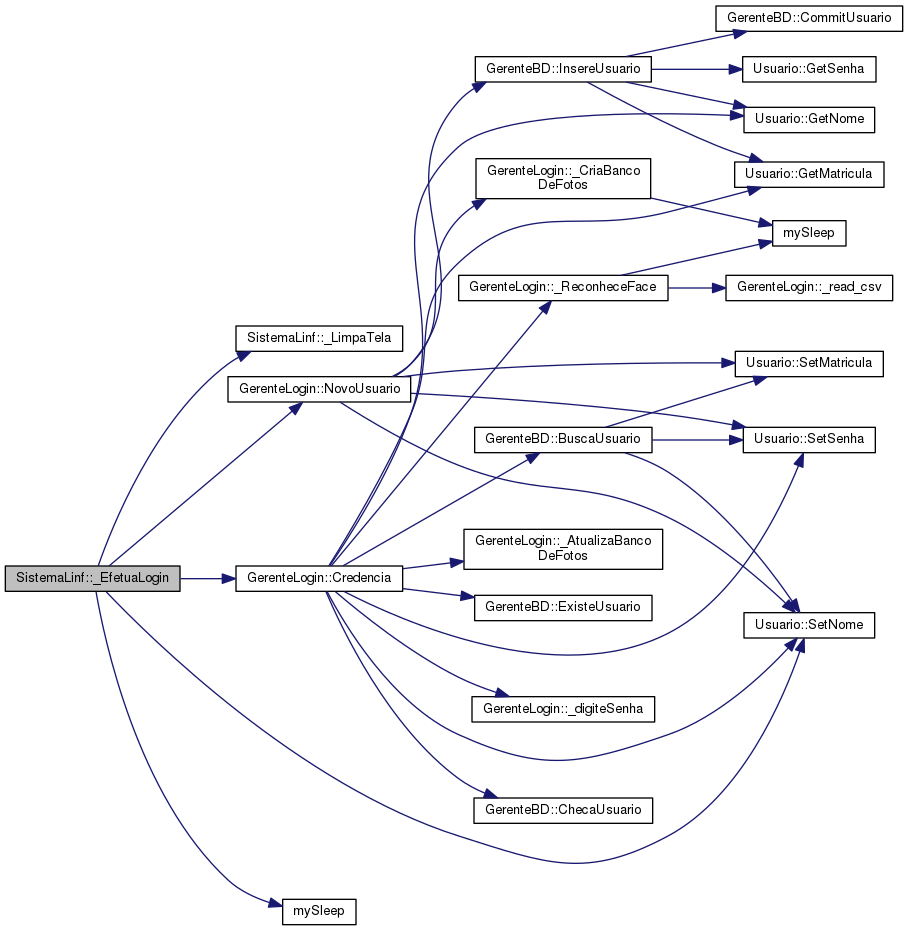 GerenteBD::CommitUsuario
GerenteBD::InsereUsuario
Usuario::GetSenha
Usuario::GetNome
GerenteLogin::_CriaBanco
DeFotos
Usuario::GetMatricula
mySleep
GerenteLogin::_ReconheceFace
GerenteLogin::_read_csv
SistemaLinf::_LimpaTela
Usuario::SetMatricula
GerenteLogin::NovoUsuario
GerenteBD::BuscaUsuario
Usuario::SetSenha
GerenteLogin::_AtualizaBanco
DeFotos
SistemaLinf::_EfetuaLogin
GerenteLogin::Credencia
GerenteBD::ExisteUsuario
Usuario::SetNome
GerenteLogin::_digiteSenha
GerenteBD::ChecaUsuario
mySleep